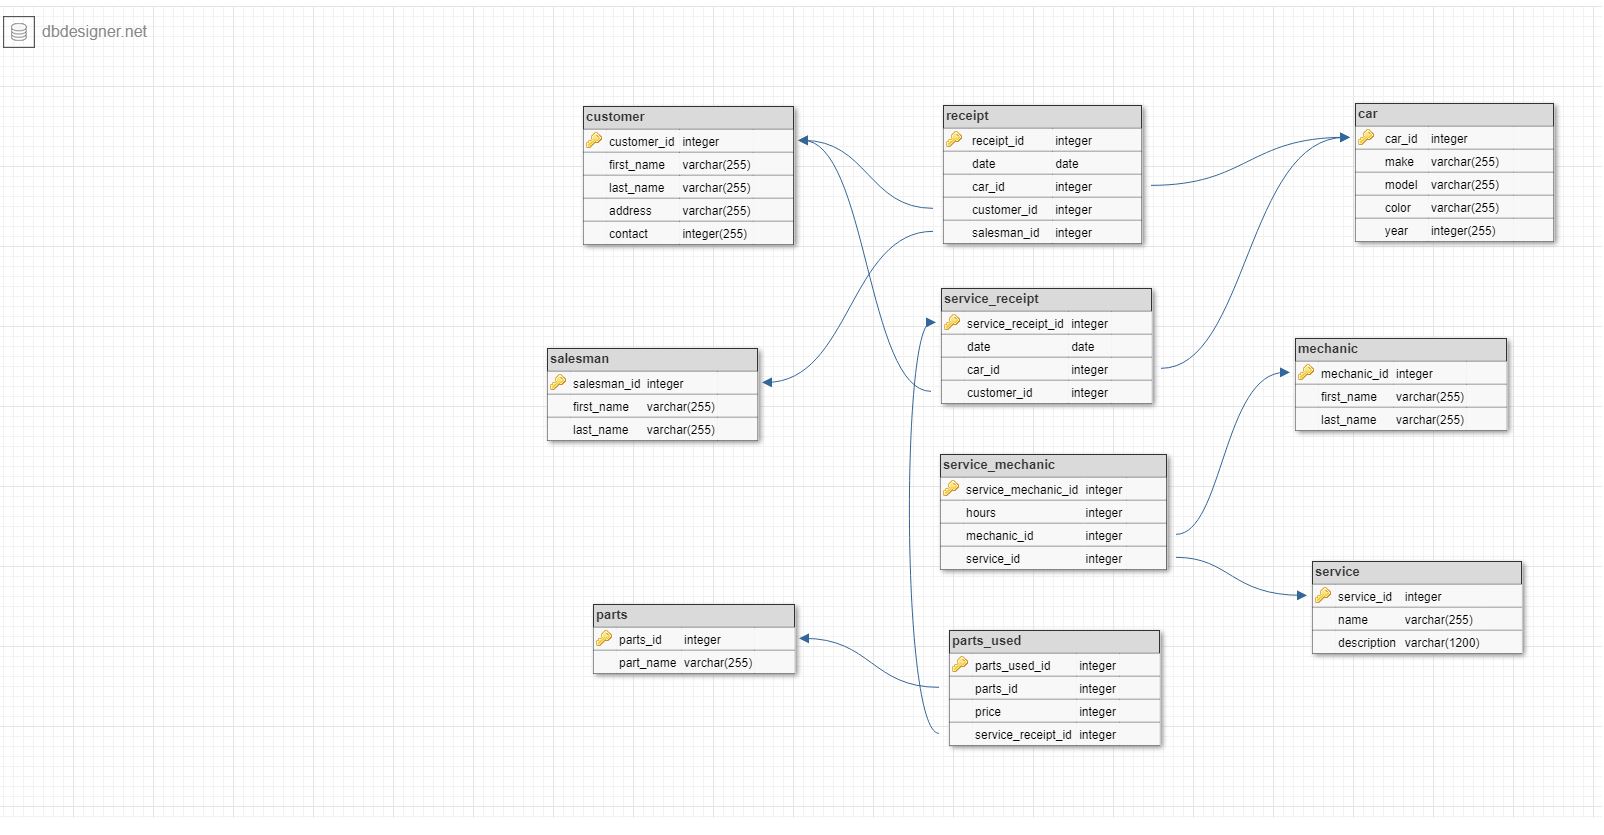 dbdesigner.net
customer
customer_id integer
first_name varchar(255)
last_name varchar(255)
address varchar(255)
contact integer(255)
receipt
receipt_id integer
date date
car_id integer
customer_id integer
salesman_id integer
car
car_id integer
make varchar(255)
model varchar(255)
color varchar(255)
year integer(255)
service_receipt
service_receipt_id integer
date date
car_id integer
customer_id integer
salesman
salesman_id integer
first_name varchar(255)
last_name varchar(255)
mechanic
mechanic_id integer
first_name varchar(255)
last_name varchar(255)
service_mechanic
service_mechanic_id integer
hours integer
mechanic_id integer
service_id integer
service
service_id integer
name varchar(255)
description varchar(1200)
parts
parts_id integer
part_name varchar(255)
parts_used
parts_used_id integer
parts_id integer
price integer
service_receipt_id integer